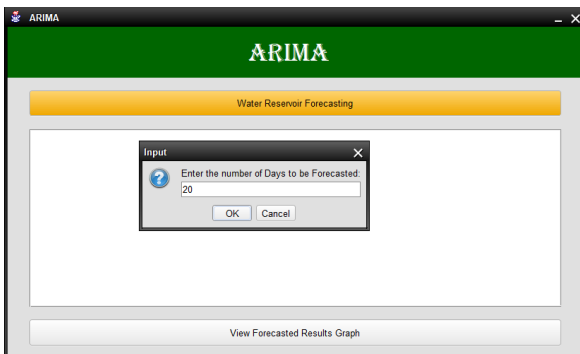 ARIMA
ARIMA
Water Reservoir Forecasting
Input
Enter the number of Days to be Forecasted:
20
OK Cancel
View Forecasted Results Graph